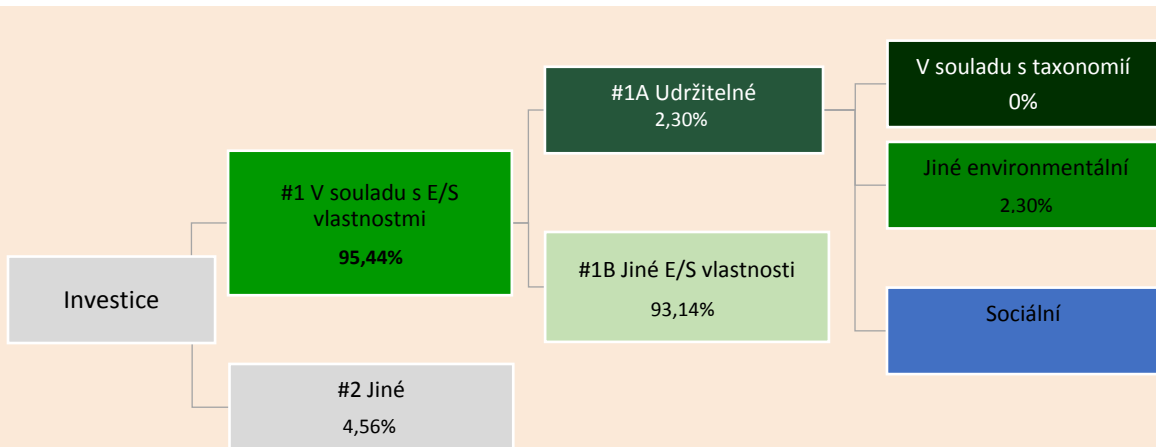 Investice
#1 V souladu s E/S
vlastnostmi
95,44%
#2 Jiné
4,56%
#1A Udržitelné
2,30%
#1B Jiné E/S vlastnosti
93,14%
V souladu s taxonomií
0%
Jiné environmentální
2,30%
Sociální